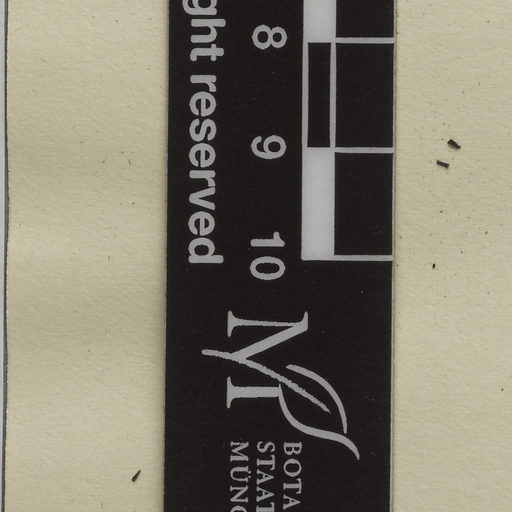 ght reserved
8 9 10
M
BOTA
STAAT
MÜNC